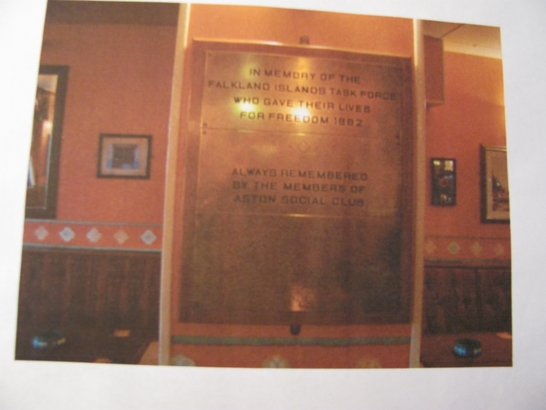 IN MEMORY OF THE
FALKLAND ISLANDS TASK FORCE
WHO GAVE THEIR LIVES
FOR FREEDOM 1982
ALWAYS REMEMBERED
BY THE MEMBERS OF
ASTON SOCIAL CLUB